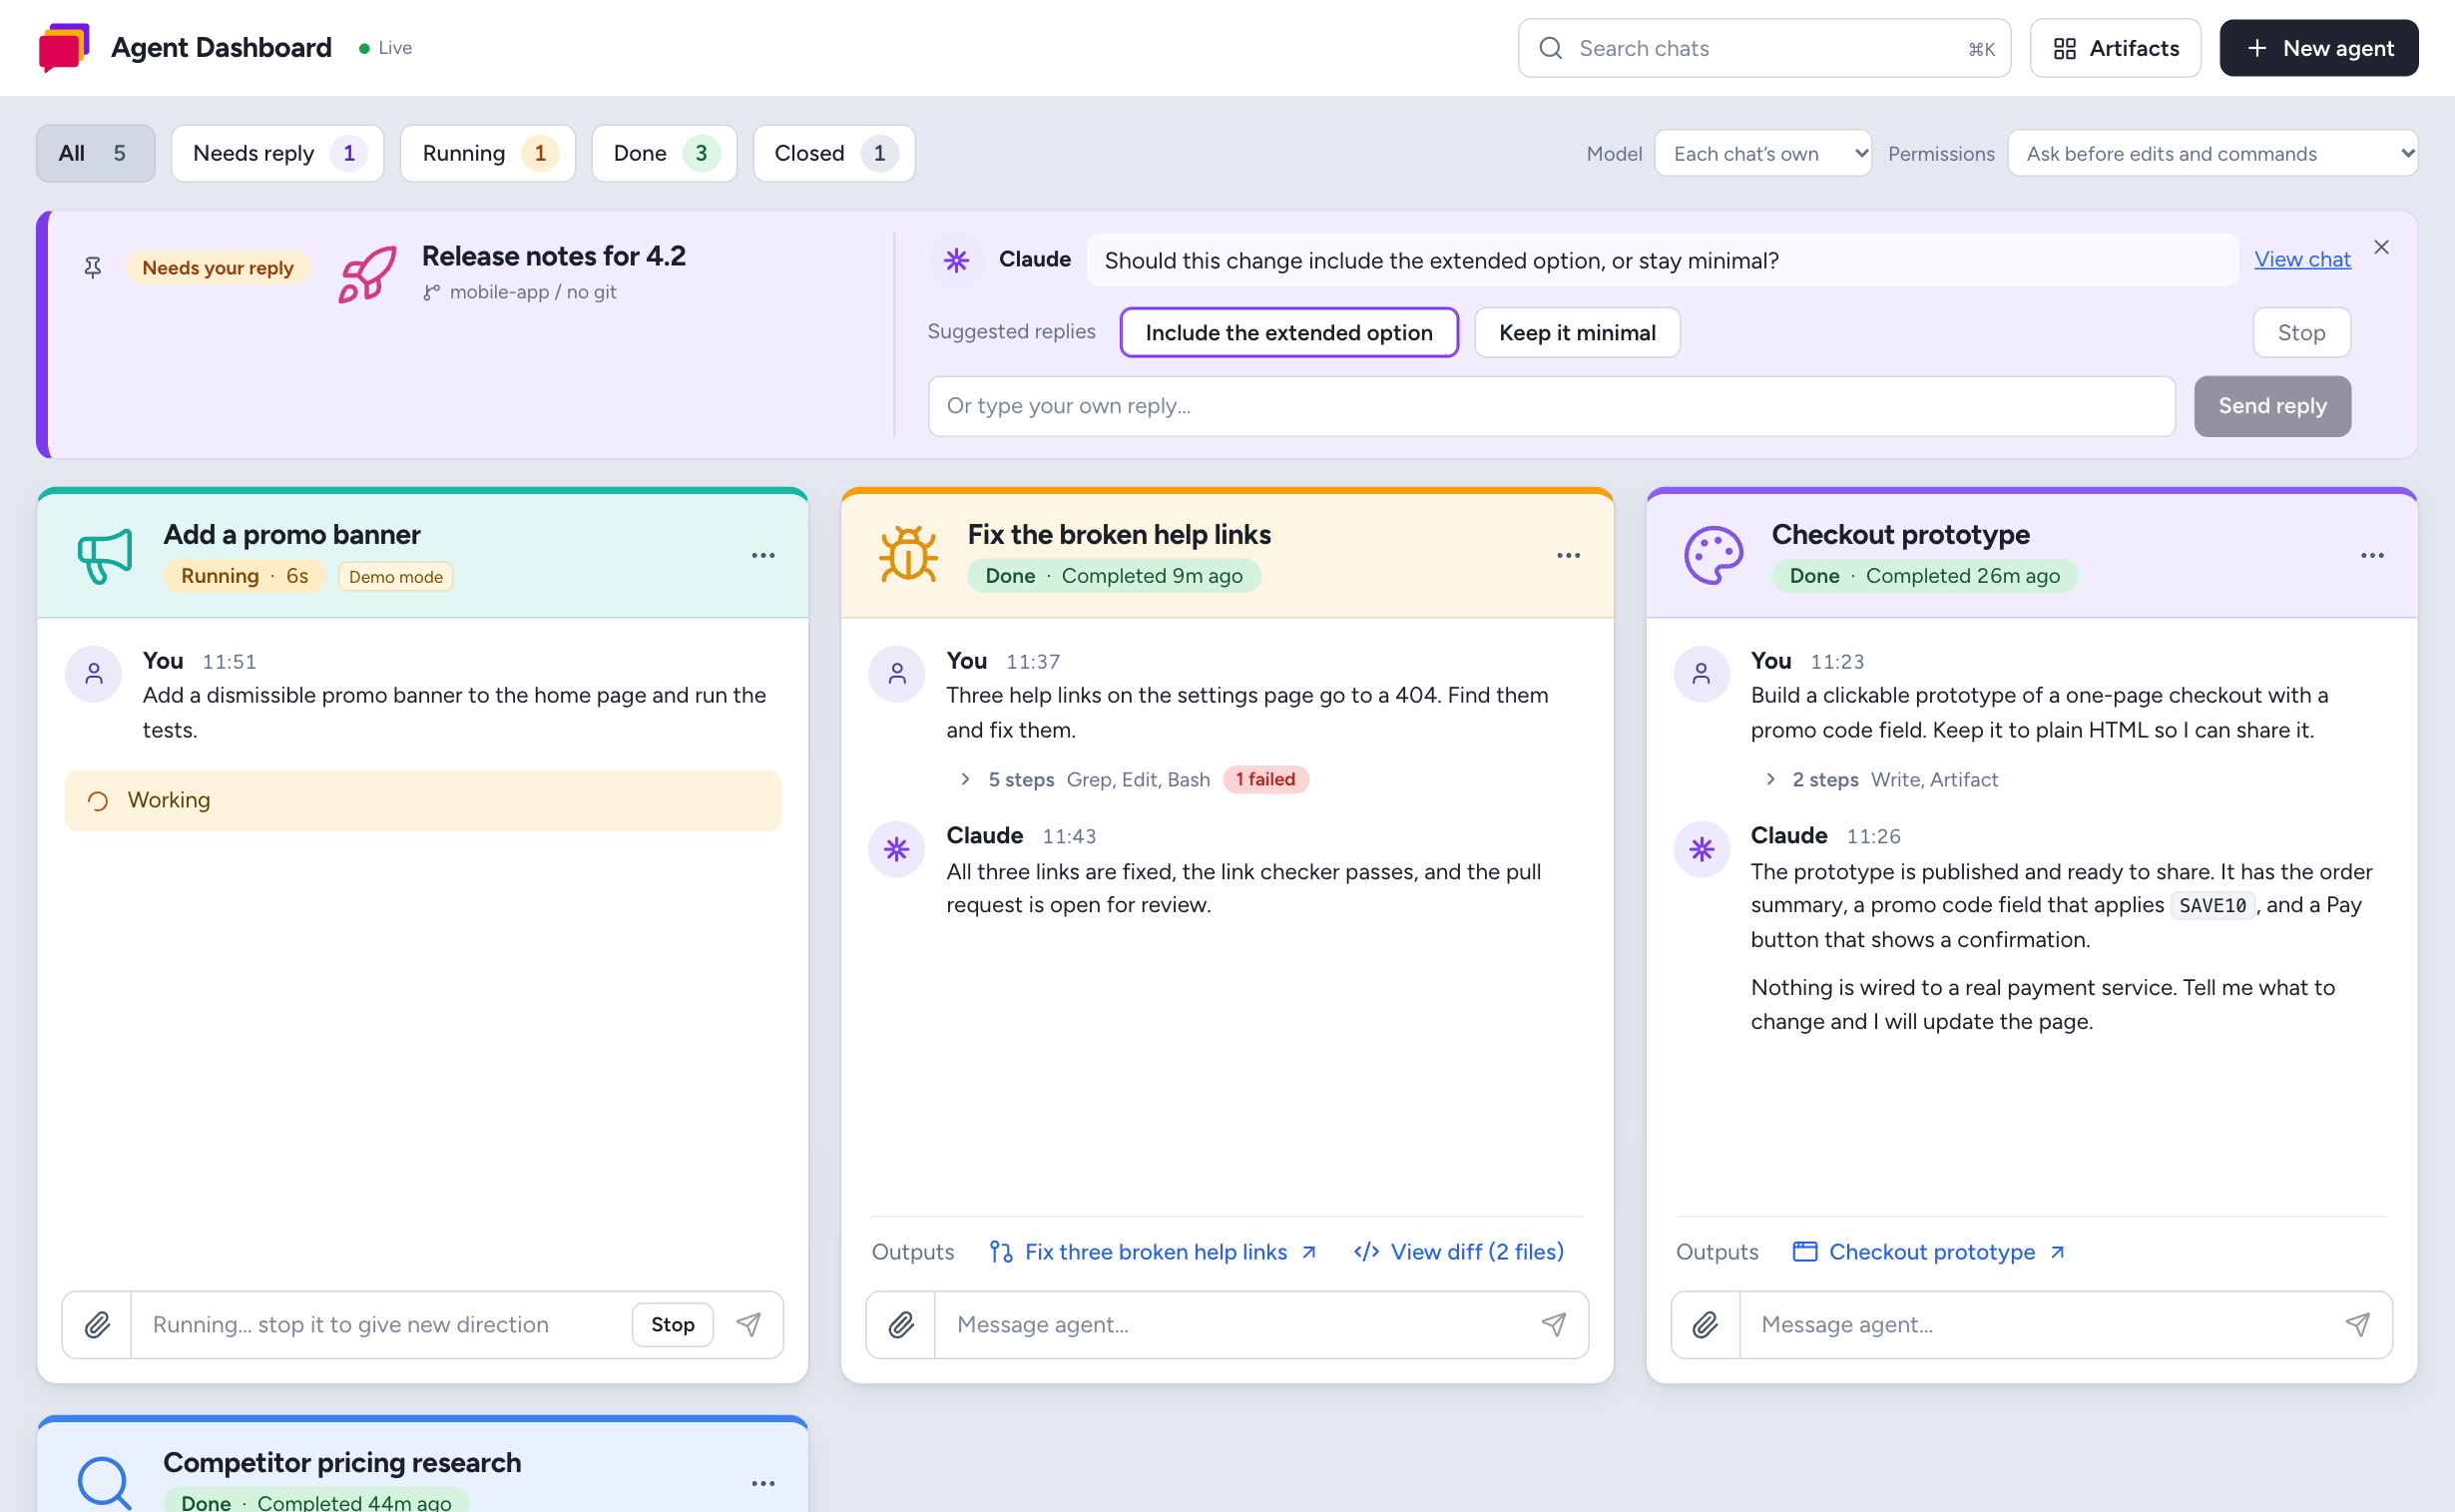 Agent Dashboard Live Search chats ⌘K Artifacts New agent
All 5 Needs reply 1 Running 1 Done 3 Closed 1 Model Each chat's own Permissions Ask before edits and commands
Needs your reply Release notes for 4.2
mobile-app / no git
Claude Should this change include the extended option, or stay minimal? View chat
Suggested replies Include the extended option Keep it minimal Stop
Or type your own reply... Send reply
Add a promo banner
Running · 6s Demo mode
You 11:51
Add a dismissible promo banner to the home page and run the
tests.
Working
Running... stop it to give new direction Stop
Fix the broken help links
Done · Completed 9m ago
You 11:37
Three help links on the settings page go to a 404. Find them
and fix them.
5 steps Grep, Edit, Bash 1 failed
Claude 11:43
All three links are fixed, the link checker passes, and the pull
request is open for review.
Outputs Fix three broken help links View diff (2 files)
Message agent...
Checkout prototype
Done · Completed 26m ago
You 11:23
Build a clickable prototype of a one-page checkout with a
promo code field. Keep it to plain HTML so I can share it.
2 steps Write, Artifact
Claude 11:26
The prototype is published and ready to share. It has the order
summary, a promo code field that applies SAVE10, and a Pay
button that shows a confirmation.
Nothing is wired to a real payment service. Tell me what to
change and I will update the page.
Outputs Checkout prototype
Message agent...
Competitor pricing research
Done · Completed 44m ago